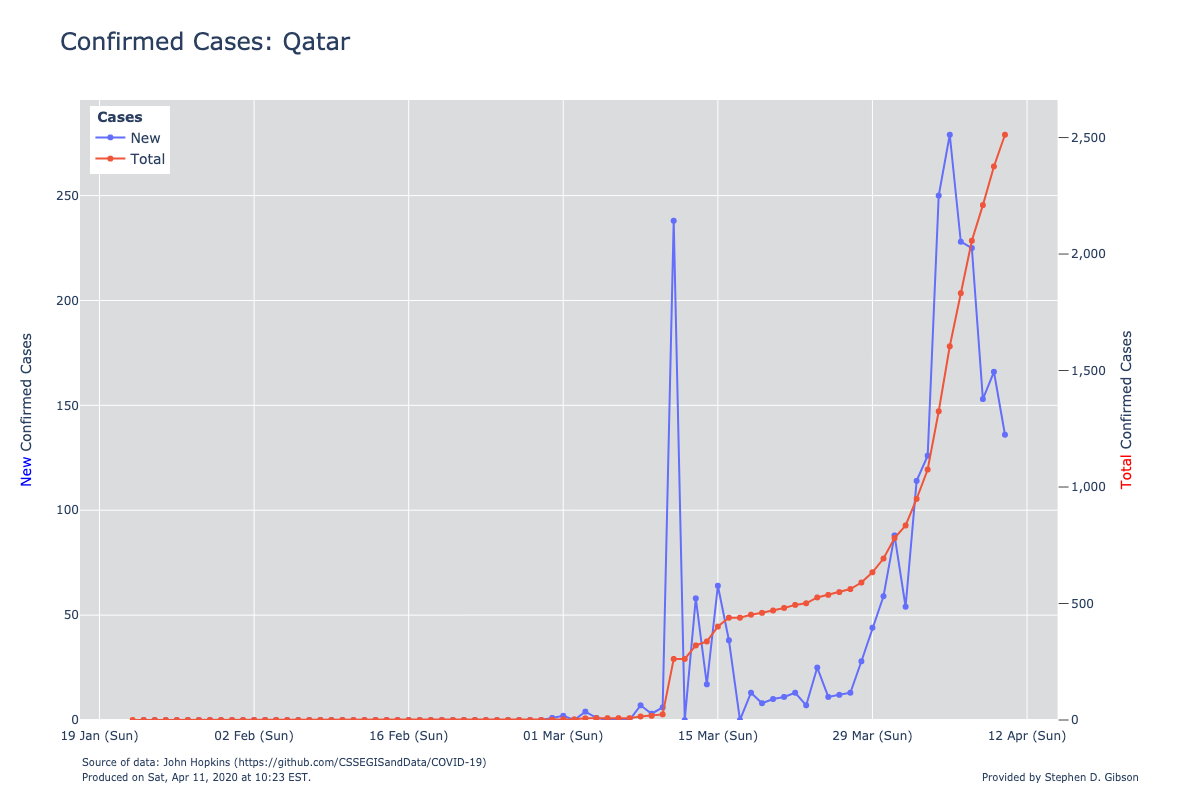 Confirmed Cases: Qatar
Cases
New
Total
250
200
150
100
50
0
2,500
2,000
1,500
1,000
500
0
New Confirmed Cases
Total Confirmed Cases
19 Jan (Sun) 02 Feb (Sun) 16 Feb (Sun) 01 Mar (Sun) 15 Mar (Sun) 29 Mar (Sun) 12 Apr (Sun)
Source of data: John Hopkins (https://github.com/CSSEGISandData/COVID-19)
Produced on Sat, Apr 11, 2020 at 10:23 EST.
Provided by Stephen D. Gibson